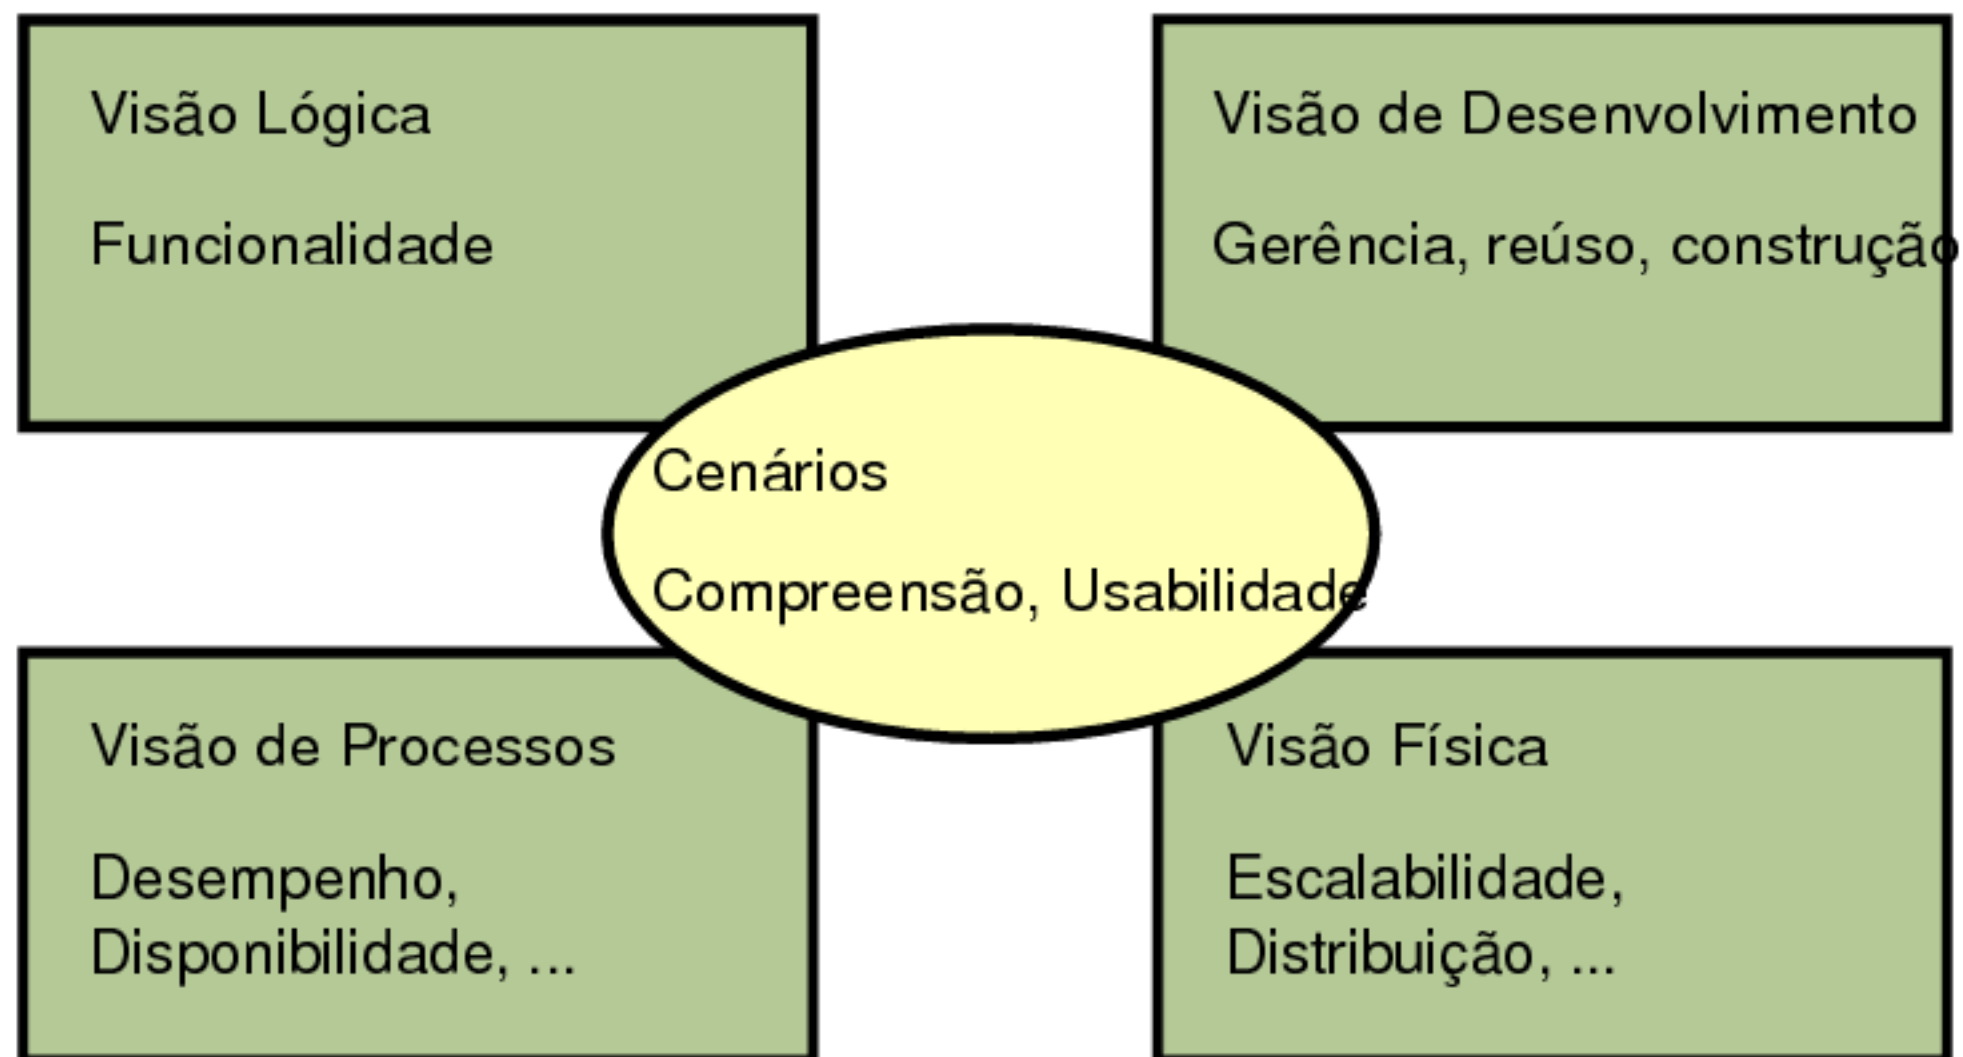 Visão Lógica
Funcionalidade
Visão de Desenvolvimento
Gerência, reúso, construção
Cenários
Compreensão, Usabilidade
Visão de Processos
Desempenho,
Disponibilidade, ...
Visão Física
Escalabilidade,
Distribuição, ...